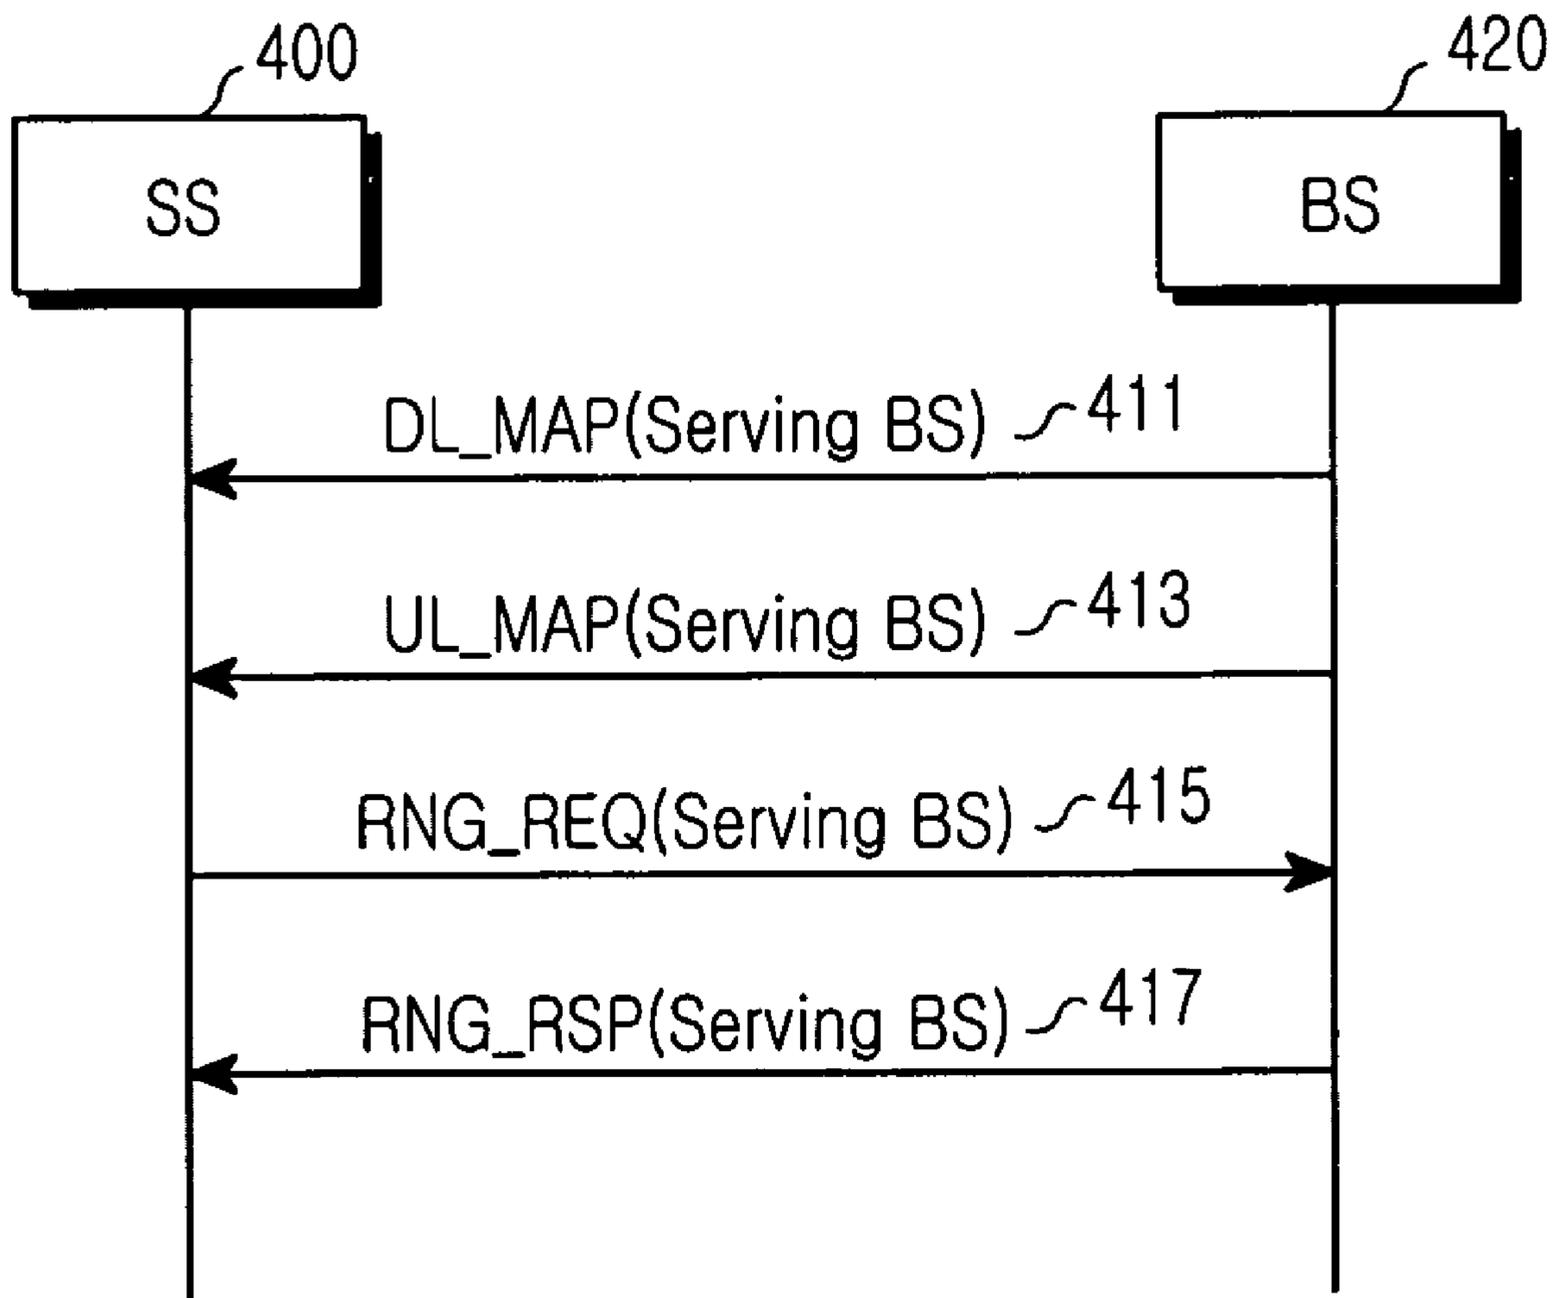 400
420
SS
BS
DL_MAP(Serving BS) 411
UL_MAP(Serving BS) 413
RNG_REQ(Serving BS) 415
RNG_RSP(Serving BS) 417